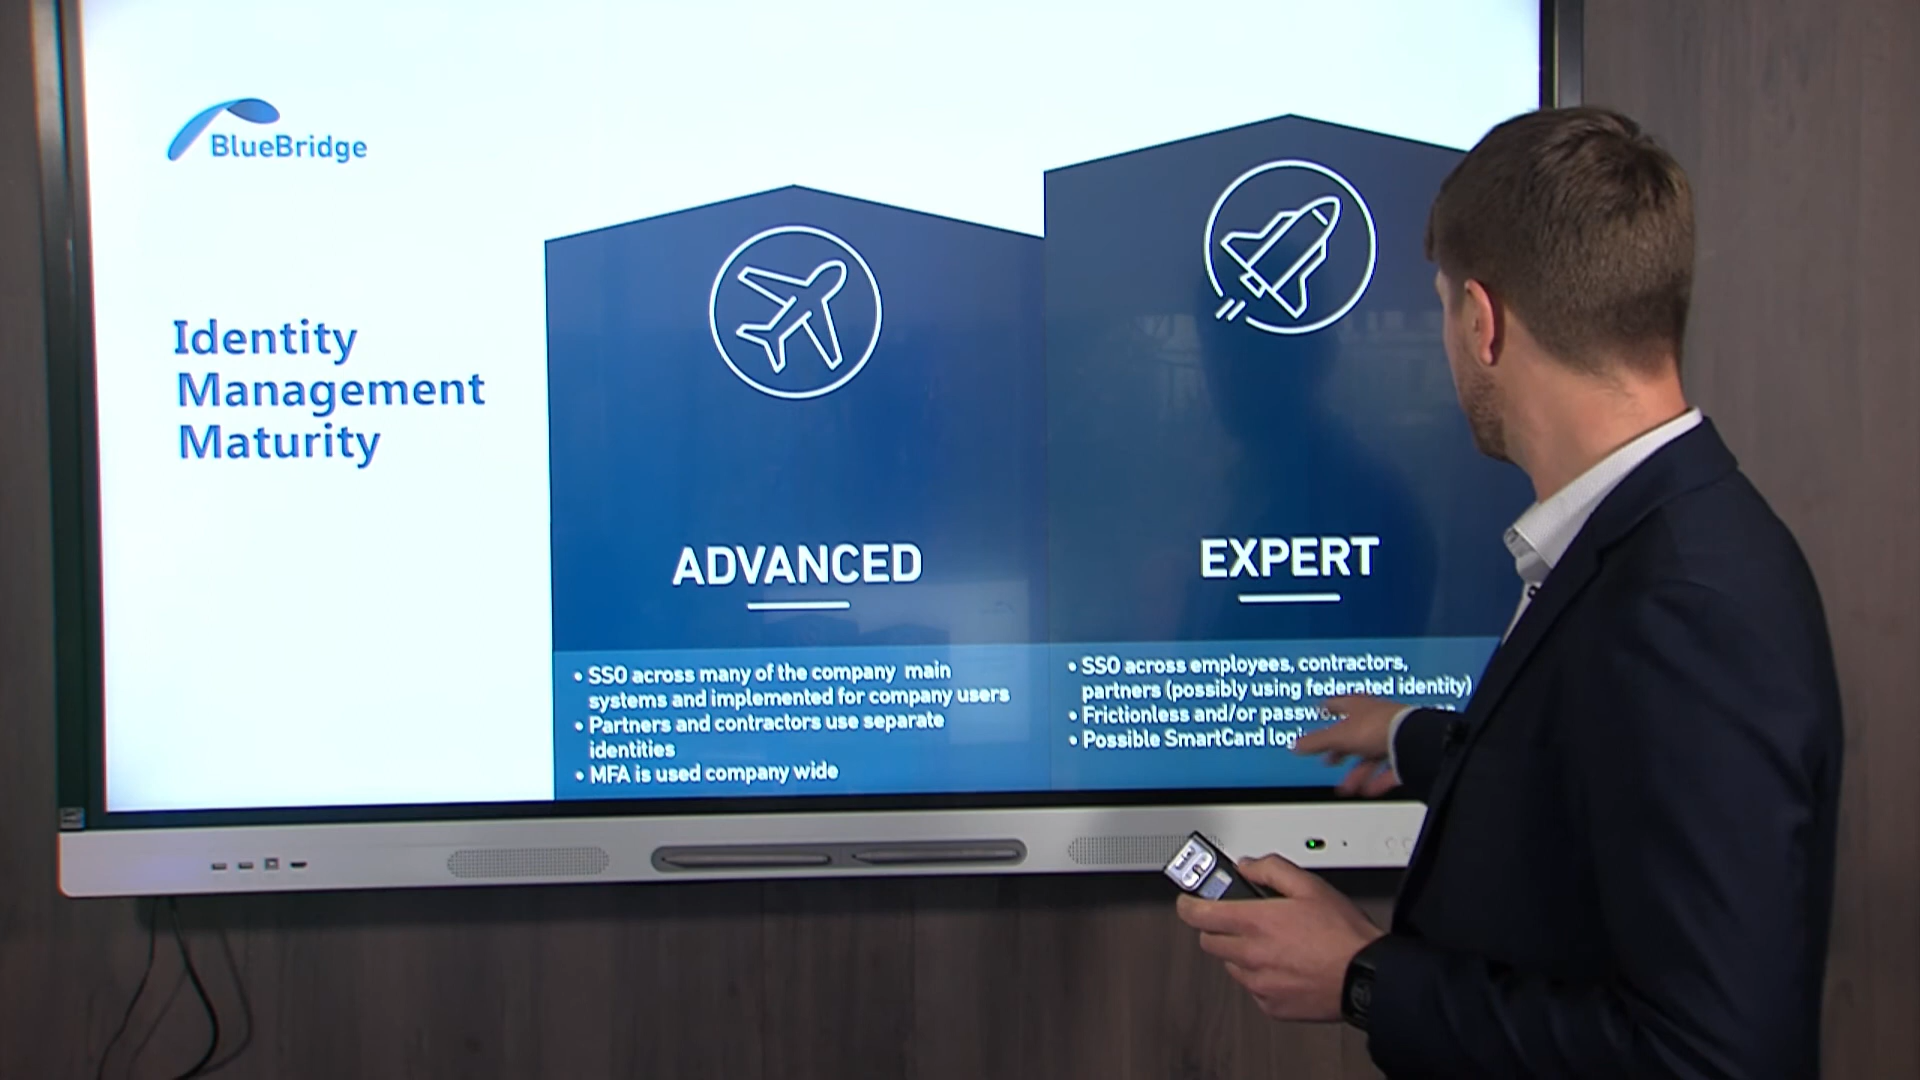 BlueBridge
Identity
Management
Maturity
ADVANCED
• SSO across many of the company main
systems and implemented for company users
• Partners and contractors use separate
identities
• MFA is used company wide
EXPERT
• SSO across employees, contractors,
partners (possibly using federated identity)
• Frictionless and/or
• Possible SmartCard